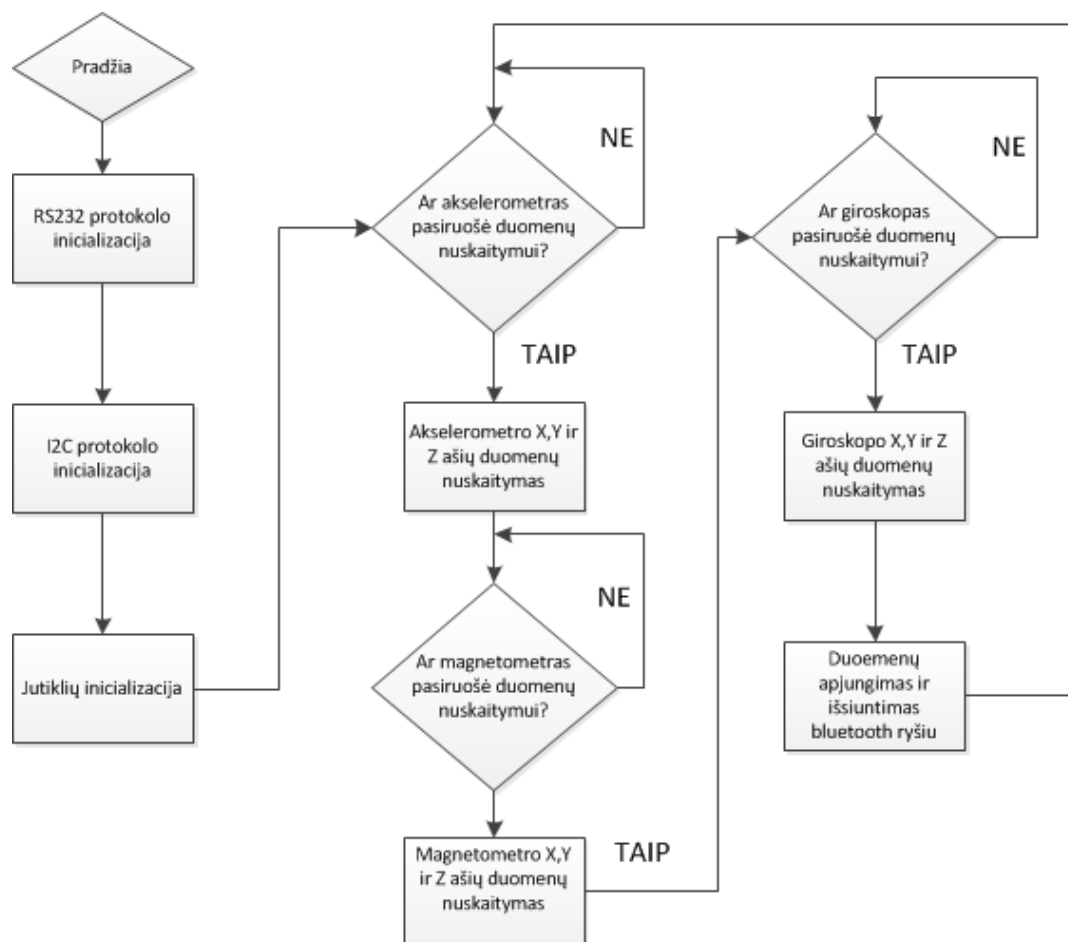 Pradžia
RS232 protokolo
inicializacija
I2C protokolo
inicializacija
Jutiklių inicializacija
Ar akselerometras
pasiruošė duomenų
nuskaitymui?
NE
TAIP
Akselerometro X,Y ir
Z ašių duomenų
nuskaitymas
Ar magnetometras
pasiruošė duomenų
nuskaitymui?
NE
Magnetometro X,Y
ir Z ašių duomenų
nuskaitymas
TAIP
Ar giroskopas
pasiruošė duomenų
nuskaitymui?
NE
TAIP
Giroskopo X,Y ir Z
ašių duomenų
nuskaitymas
Duoemenų
apjungimas ir
išsiuntimas
bluetooth ryšiu